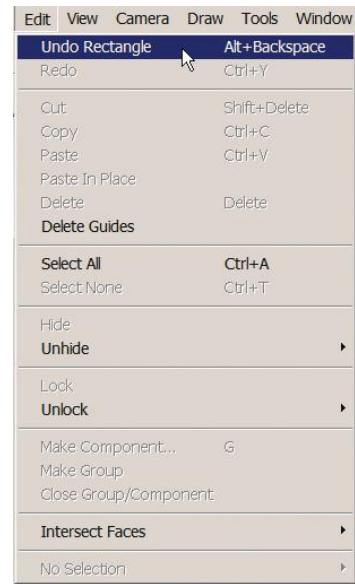 Edit View Camera Draw Tools Window
Undo Rectangle Alt+Backspace
Redo Ctrl+Y
Cut Shift+Delete
Copy Ctrl+C
Paste Ctrl+V
Paste In Place
Delete Delete
Delete Guides
Select All Ctrl+A
Select None Ctrl+T
Hide
Unhide
Lock
Unlock
Make Component... G
Make Group
Close Group/Component
Intersect Faces
No Selection